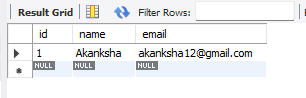 Result Grid Filter Rows:
id name email
1 Akanksha akanksha12@gmail.com
NULL NULL NULL